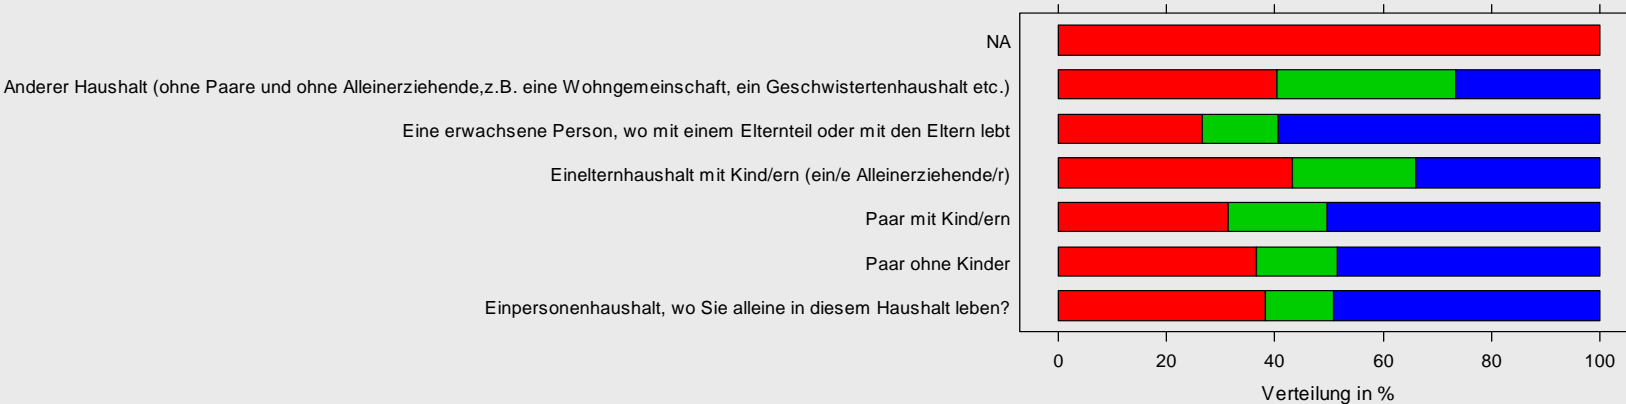 NA
Anderer Haushalt (ohne Paare und ohne Alleinerziehende,z.B. eine Wohngemeinschaft, ein Geschwistertenhaushalt etc.)
Eine erwachsene Person, wo mit einem Elternteil oder mit den Eltern lebt
Einelternhaushalt mit Kind/ern (ein/e Alleinerziehende/r)
Paar mit Kind/ern
Paar ohne Kinder
Einpersonenhaushalt, wo Sie alleine in diesem Haushalt leben?
0 20 40 60 80 100
Verteilung in %